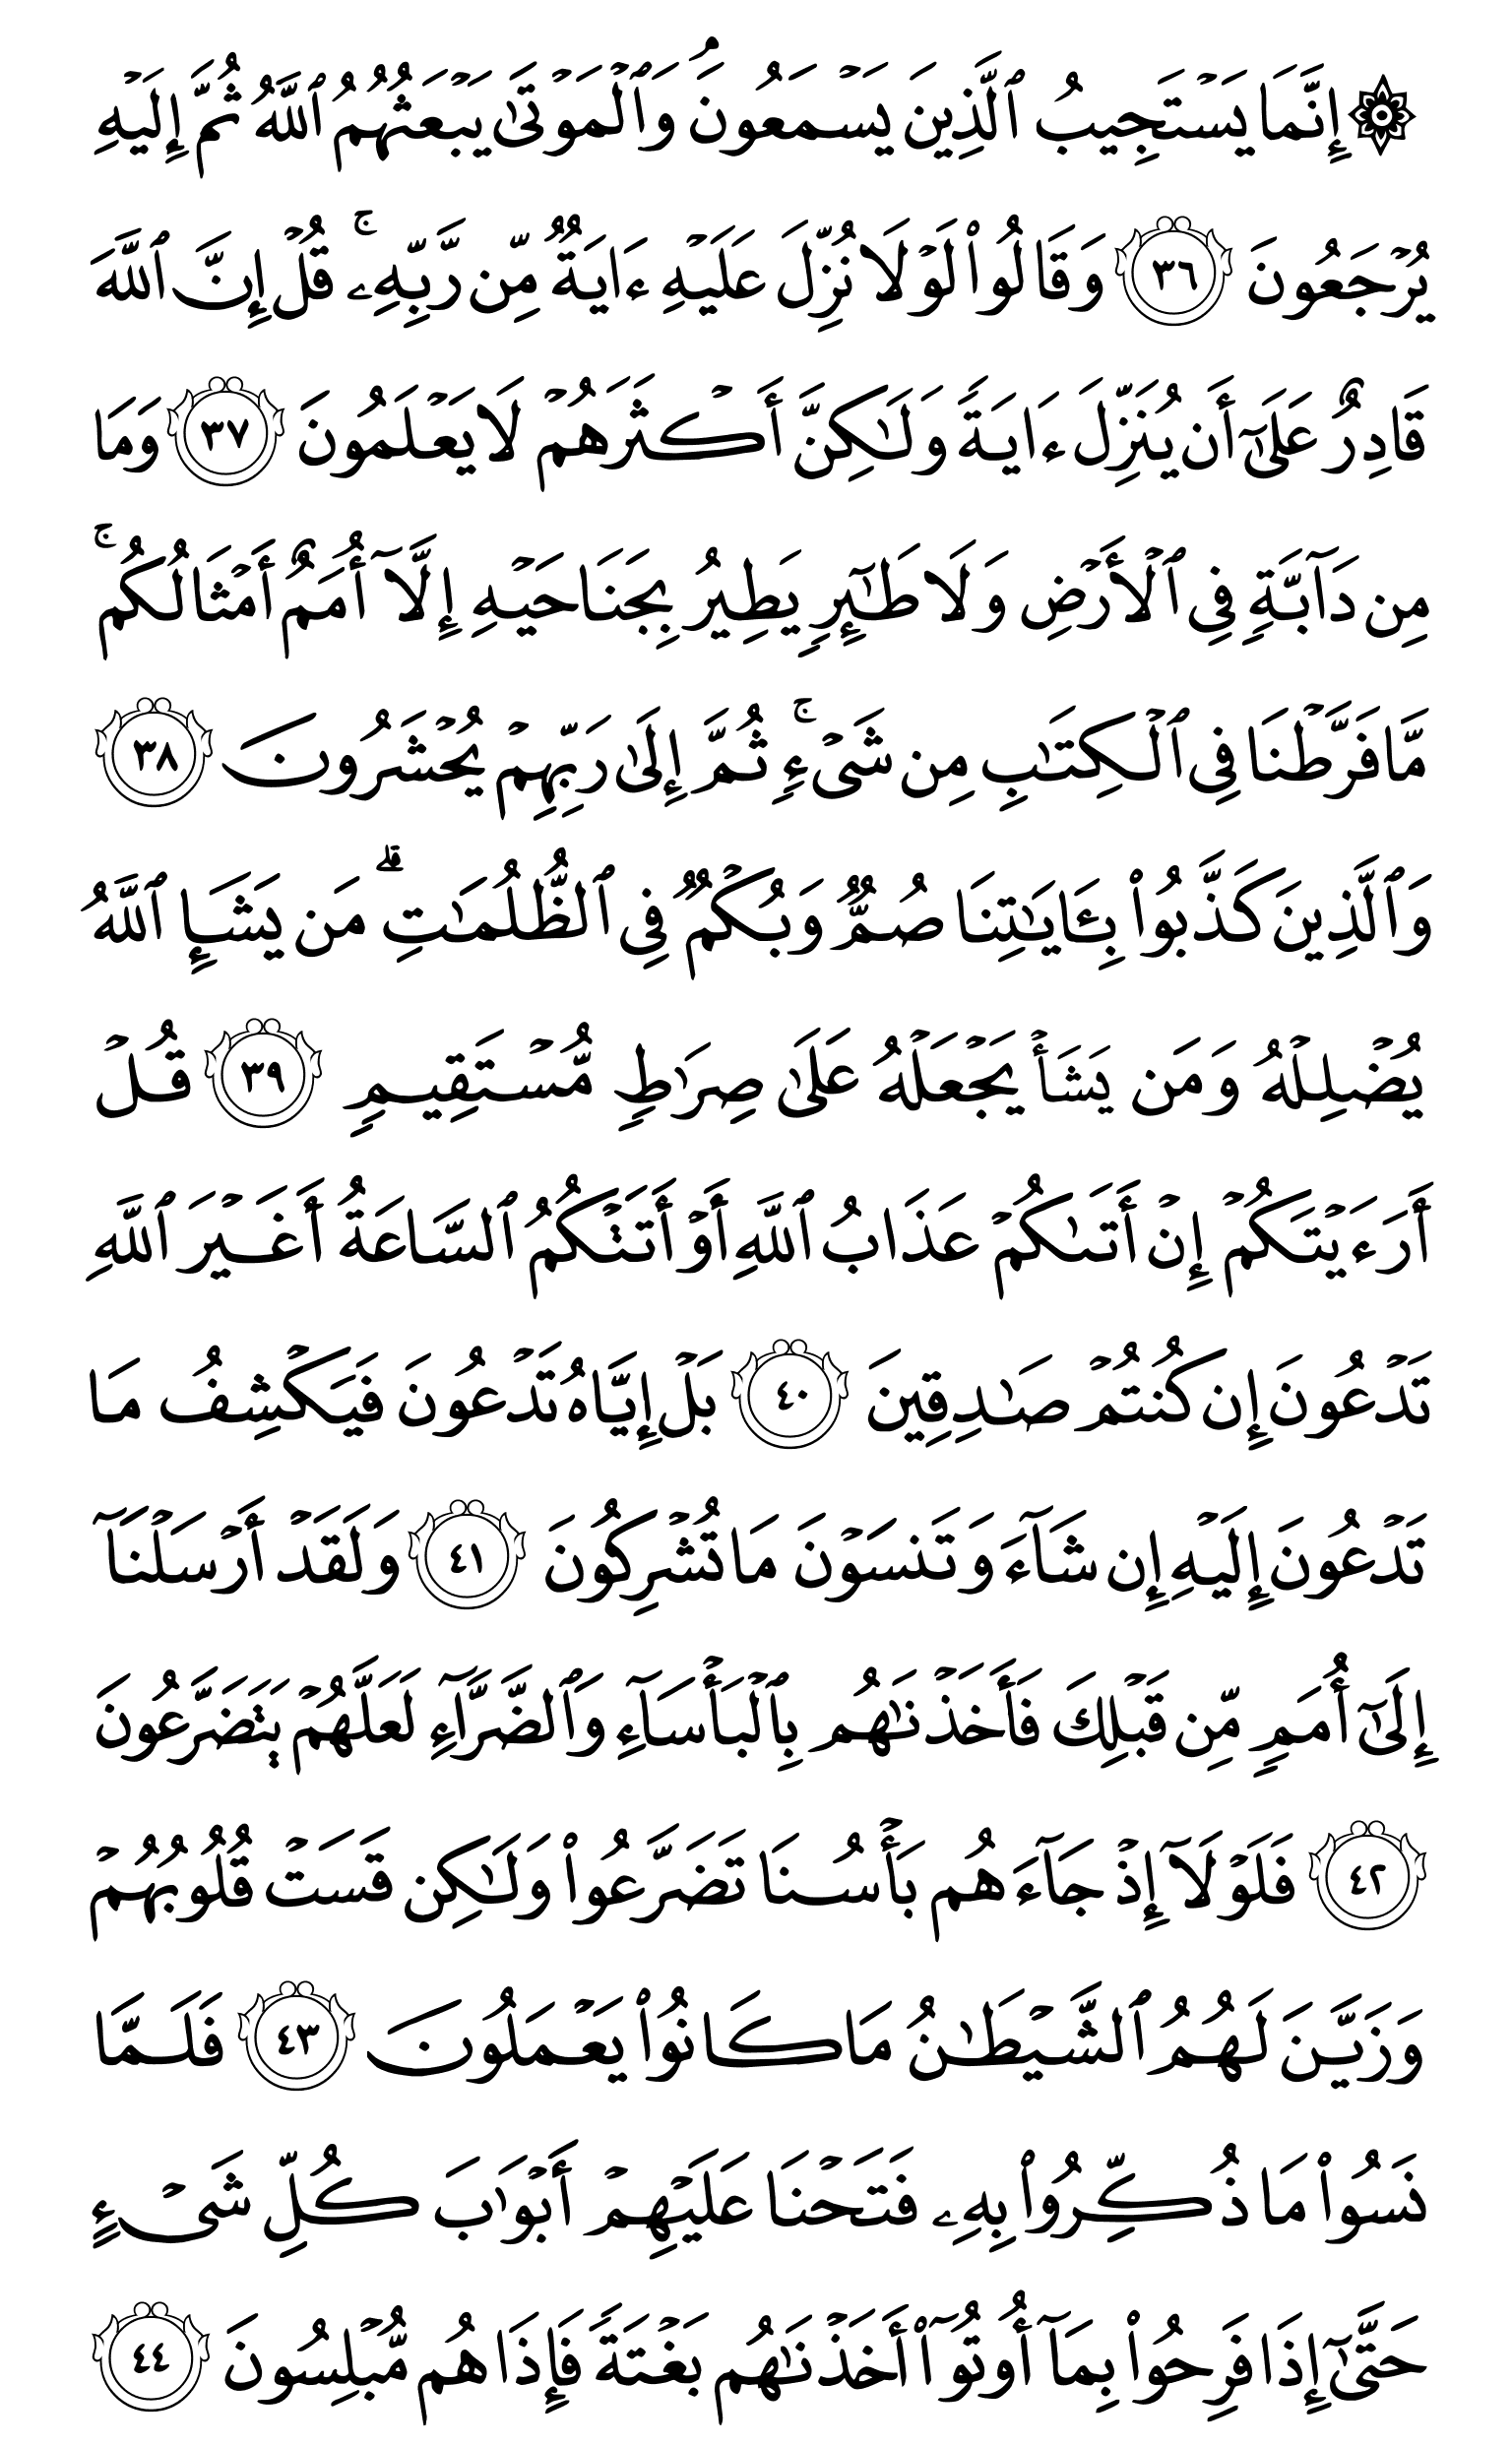 ۞ إِنَّمَا يَسۡتَجِيبُ ٱلَّذِينَ يَسۡمَعُونَۘ وَٱلۡمَوۡتَىٰ يَبۡعَثُهُمُ ٱللَّهُ ثُمَّ إِلَيۡهِ
يُرۡجَعُونَ ٣٦ وَقَالُواْ لَوۡلَا نُزِّلَ عَلَيۡهِ ءَايَةٞ مِّن رَّبِّهِۦۚ قُلۡ إِنَّ ٱللَّهَ
قَادِرٌ عَلَىٰٓ أَن يُنَزِّلَ ءَايَةٗ وَلَٰكِنَّ أَكۡثَرَهُمۡ لَا يَعۡلَمُونَ ٣٧ وَمَا
مِن دَآبَّةٖ فِي ٱلۡأَرۡضِ وَلَا طَٰٓئِرٖ يَطِيرُ بِجَنَاحَيۡهِ إِلَّآ أُمَمٌ أَمۡثَالُكُمۚ
مَّا فَرَّطۡنَا فِي ٱلۡكِتَٰبِ مِن شَيۡءٖۚ ثُمَّ إِلَىٰ رَبِّهِمۡ يُحۡشَرُونَ ٣٨
وَٱلَّذِينَ كَذَّبُواْ بِـَٔايَٰتِنَا صُمّٞ وَبُكۡمٞ فِي ٱلظُّلُمَٰتِۗ مَن يَشَإِ ٱللَّهُ
يُضۡلِلۡهُ وَمَن يَشَأۡ يَجۡعَلۡهُ عَلَىٰ صِرَٰطٖ مُّسۡتَقِيمٖ ٣٩ قُلۡ
أَرَءَيۡتَكُمۡ إِنۡ أَتَىٰكُمۡ عَذَابُ ٱللَّهِ أَوۡ أَتَتۡكُمُ ٱلسَّاعَةُ أَغَيۡرَ ٱللَّهِ
تَدۡعُونَ إِن كُنتُمۡ صَٰدِقِينَ ٤٠ بَلۡ إِيَّاهُ تَدۡعُونَ فَيَكۡشِفُ مَا
تَدۡعُونَ إِلَيۡهِ إِن شَآءَ وَتَنسَوۡنَ مَا تُشۡرِكُونَ ٤١ وَلَقَدۡ أَرۡسَلۡنَآ
إِلَىٰٓ أُمَمٖ مِّن قَبۡلِكَ فَأَخَذۡنَٰهُم بِٱلۡبَأۡسَآءِ وَٱلضَّرَّآءِ لَعَلَّهُمۡ يَتَضَرَّعُونَ
٤٢ فَلَوۡلَآ إِذۡ جَآءَهُم بَأۡسُنَا تَضَرَّعُواْ وَلَٰكِن قَسَتۡ قُلُوبُهُمۡ
وَزَيَّنَ لَهُمُ ٱلشَّيۡطَٰنُ مَا كَانُواْ يَعۡمَلُونَ ٤٣ فَلَمَّا
نَسُواْ مَا ذُكِّرُواْ بِهِۦ فَتَحۡنَا عَلَيۡهِمۡ أَبۡوَٰبَ كُلِّ شَيۡءٍ
حَتَّىٰٓ إِذَا فَرِحُواْ بِمَآ أُوتُوٓاْ أَخَذۡنَٰهُم بَغۡتَةٗ فَإِذَا هُم مُّبۡلِسُونَ ٤٤